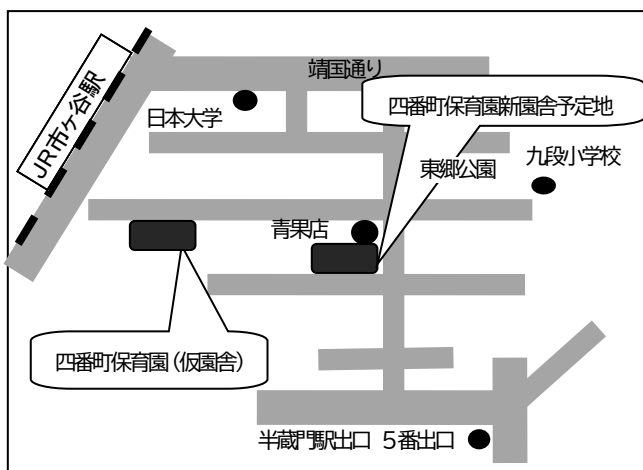 靖国通り
JR市ヶ谷駅
日本大学
四番町保育園新園舎予定地
東郷公園
九段小学校
青果店
四番町保育園(仮園舎)
半蔵門駅出口 5番出口